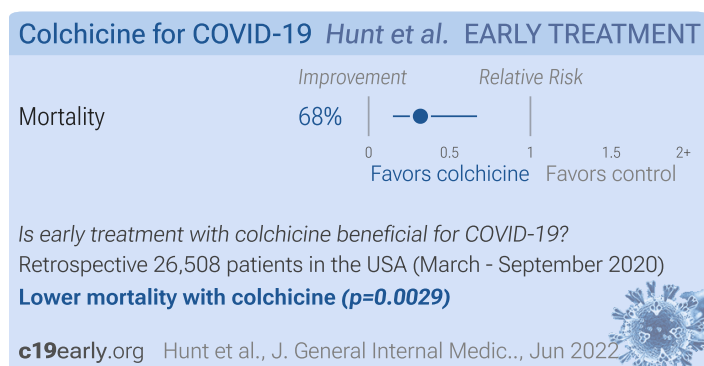 Colchicine for COVID-19 Hunt et al. EARLY TREATMENT
Improvement Relative Risk
Mortality 68%
0 0.5 1 1.5 2+
Favors colchicine Favors control
Is early treatment with colchicine beneficial for COVID-19?
Retrospective 26,508 patients in the USA (March - September 2020)
Lower mortality with colchicine (p=0.0029)
c19early.org Hunt et al., J. General Internal Medic.., Jun 2022